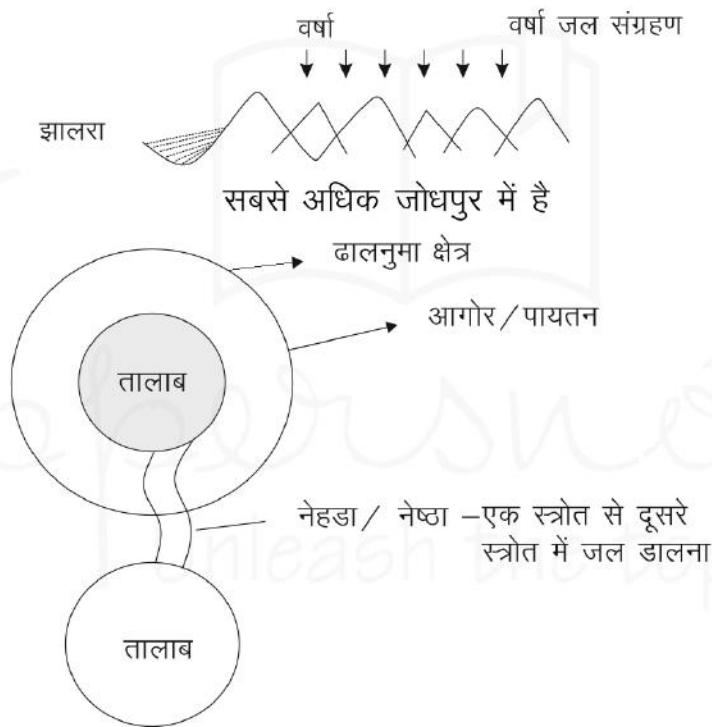 वर्षा
वर्षा जल संग्रहण
झालरा
सबसे अधिक जोधपुर में है
ढालनुमा क्षेत्र
आगोर/पायतन
तालाब
नेहडा/ नेष्ठा –एक स्त्रोत से दूसरे
स्त्रोत में जल डालना
तालाब